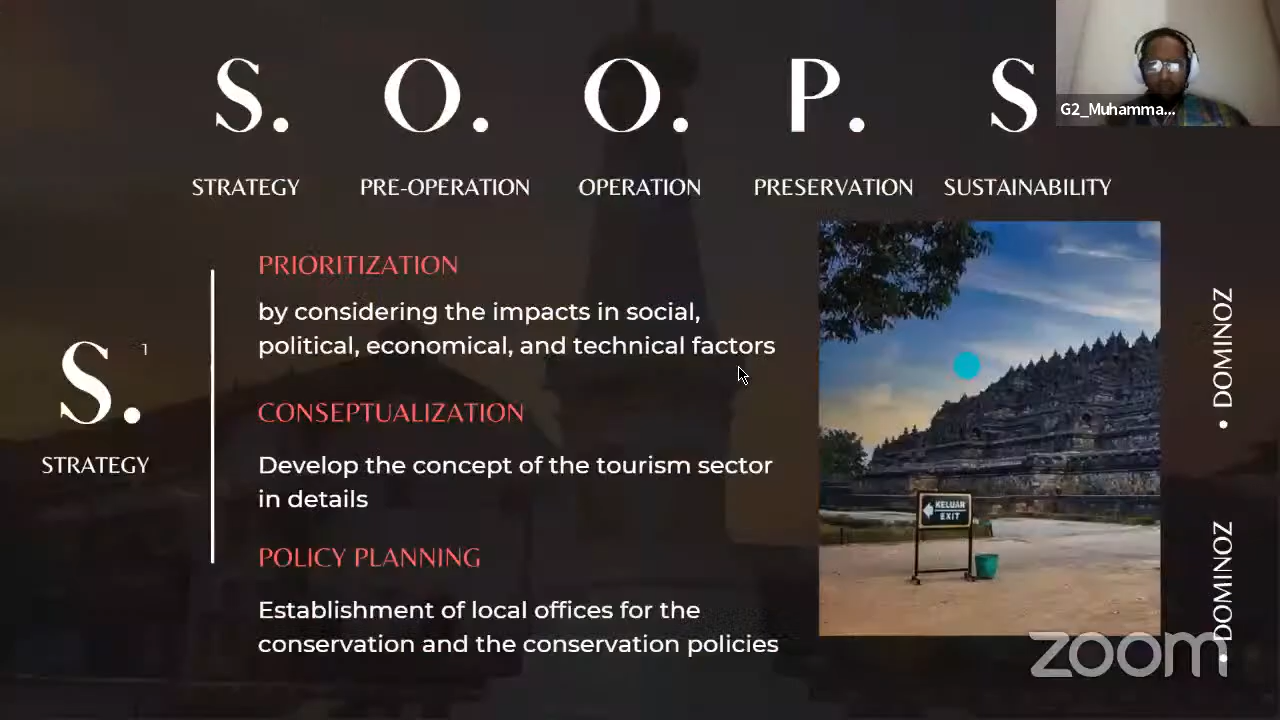 S. O. O. P. S
STRATEGY PRE-OPERATION OPERATION PRESERVATION SUSTAINABILITY
G2_Muhamma...
PRIORITIZATION
by considering the impacts in social,
political, economical, and technical factors
S.
STRATEGY
CONSEPTUALIZATION
Develop the concept of the tourism sector
in details
POLICY PLANNING
Establishment of local offices for the
conservation and the conservation policies
KELUAR
EXIT
• DOMINOZ
• DOMINOZ
zoom